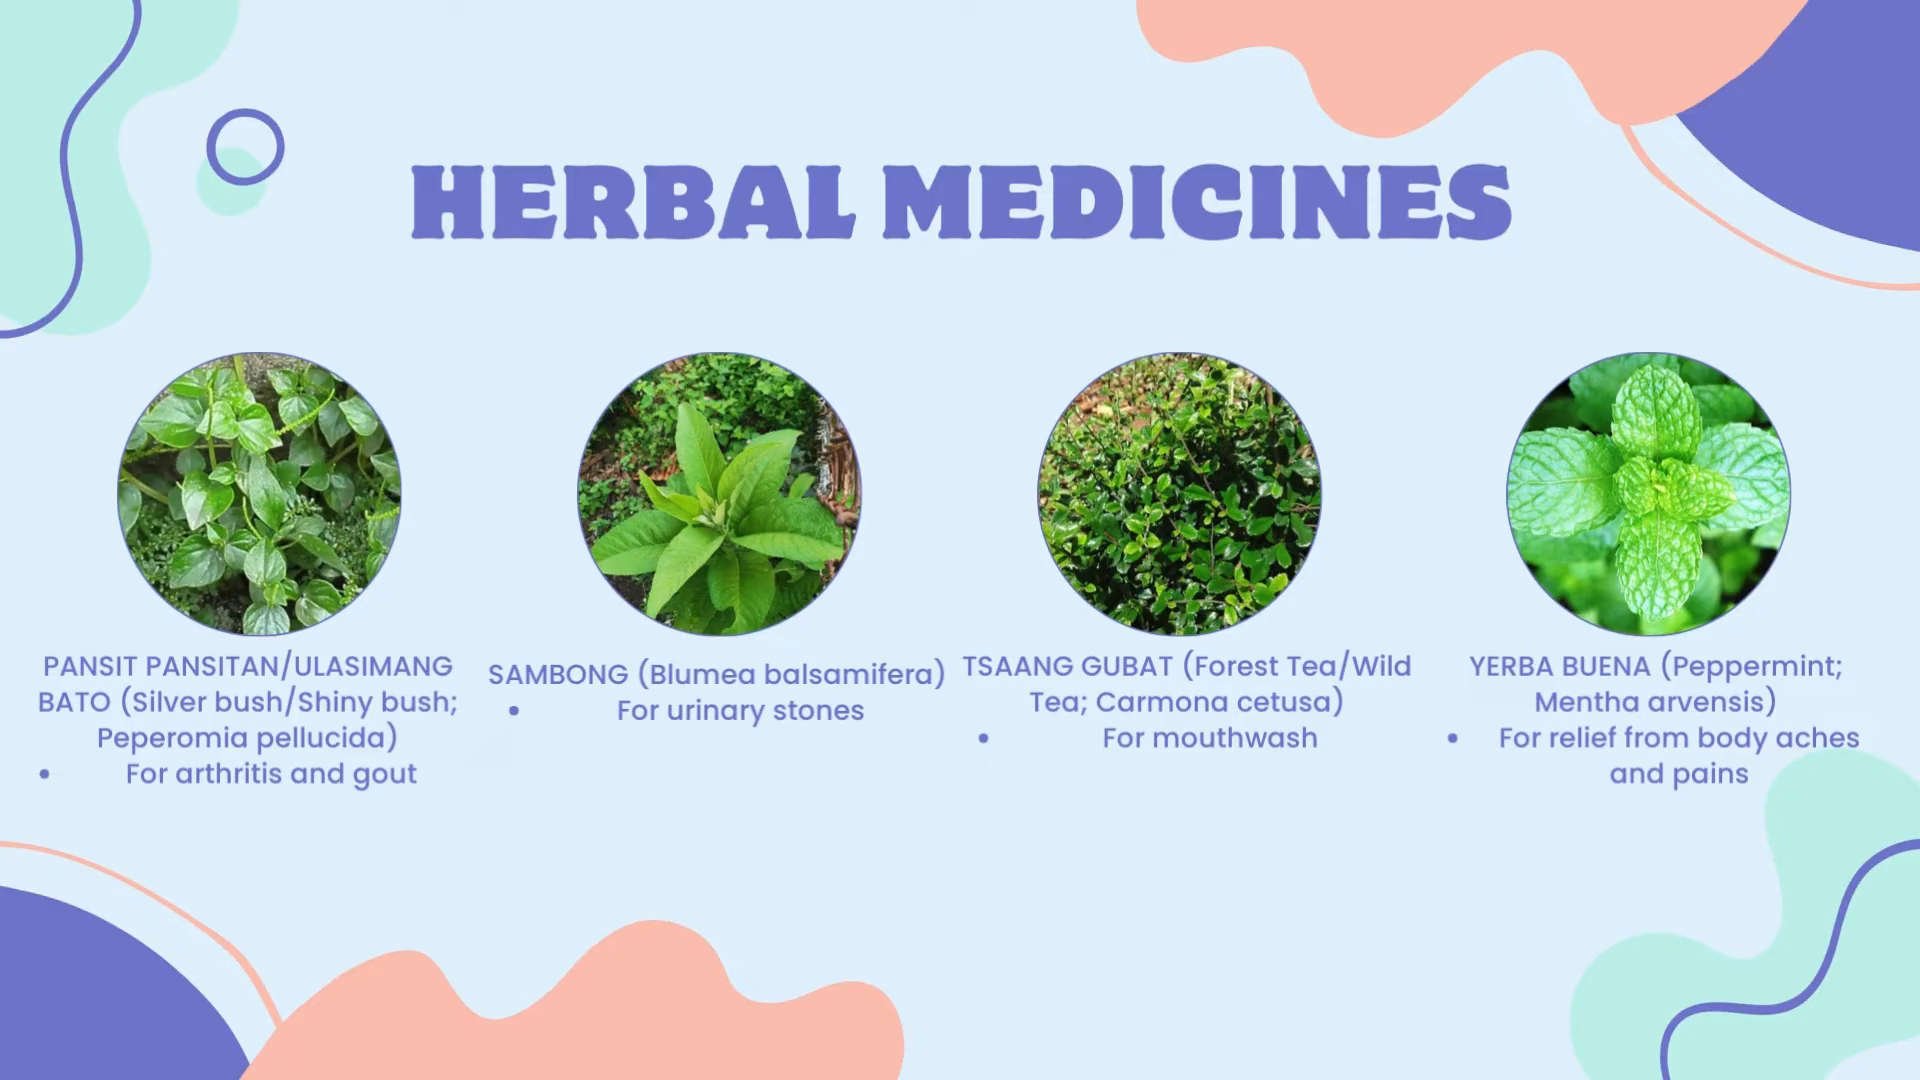 HERBAL MEDICINES
PANSIT PANSITAN/ULASIMANG
BATO (Silver bush/Shiny bush;
Peperomia pellucida)
• For arthritis and gout
SAMBONG (Blumea balsamifera)
• For urinary stones
TSAANG GUBAT (Forest Tea/Wild
Tea; Carmona cetusa)
• For mouthwash
YERBA BUENA (Peppermint;
Mentha arvensis)
• For relief from body aches
and pains